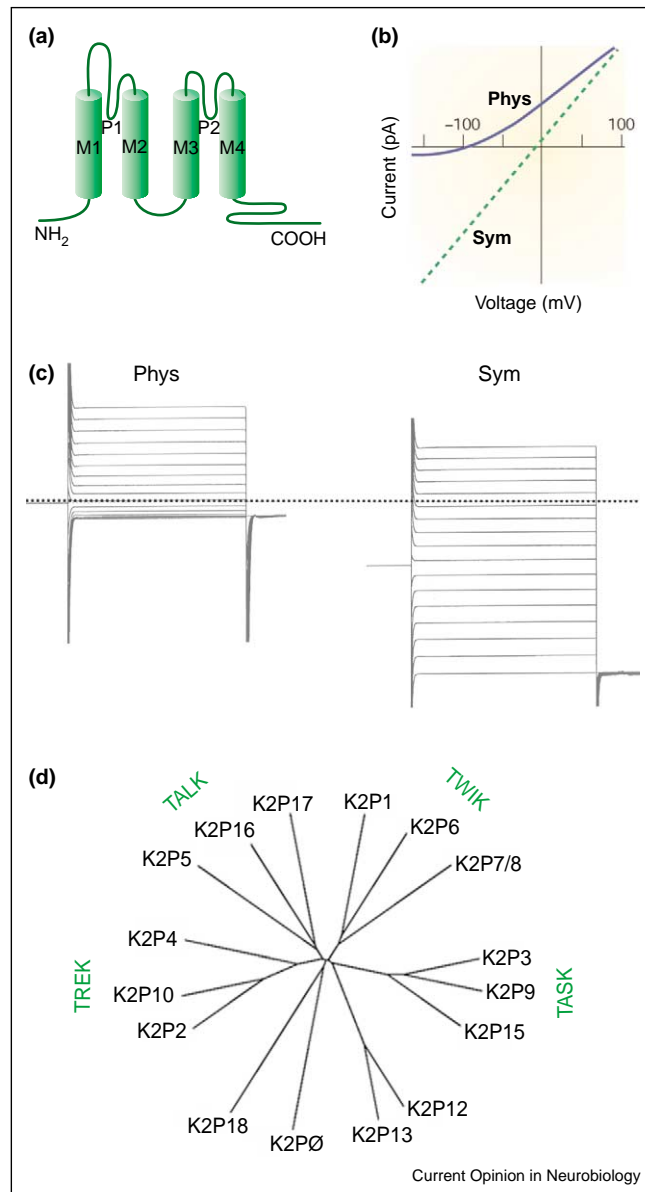 (a)
P1
P2
M1
M2
M3
M4
NH2
COOH
(b)
Phys
−100
100
Sym
Current (pA)
Voltage (mV)
(c)
Phys
Sym
(d)
TALK
TWIK
K2P17
K2P1
K2P16
K2P6
K2P5
K2P7/8
K2P4
K2P3
TREK
K2P10
K2P9
TASK
K2P2
K2P15
K2P18
K2P12
K2PØ
K2P13
Current Opinion in Neurobiology